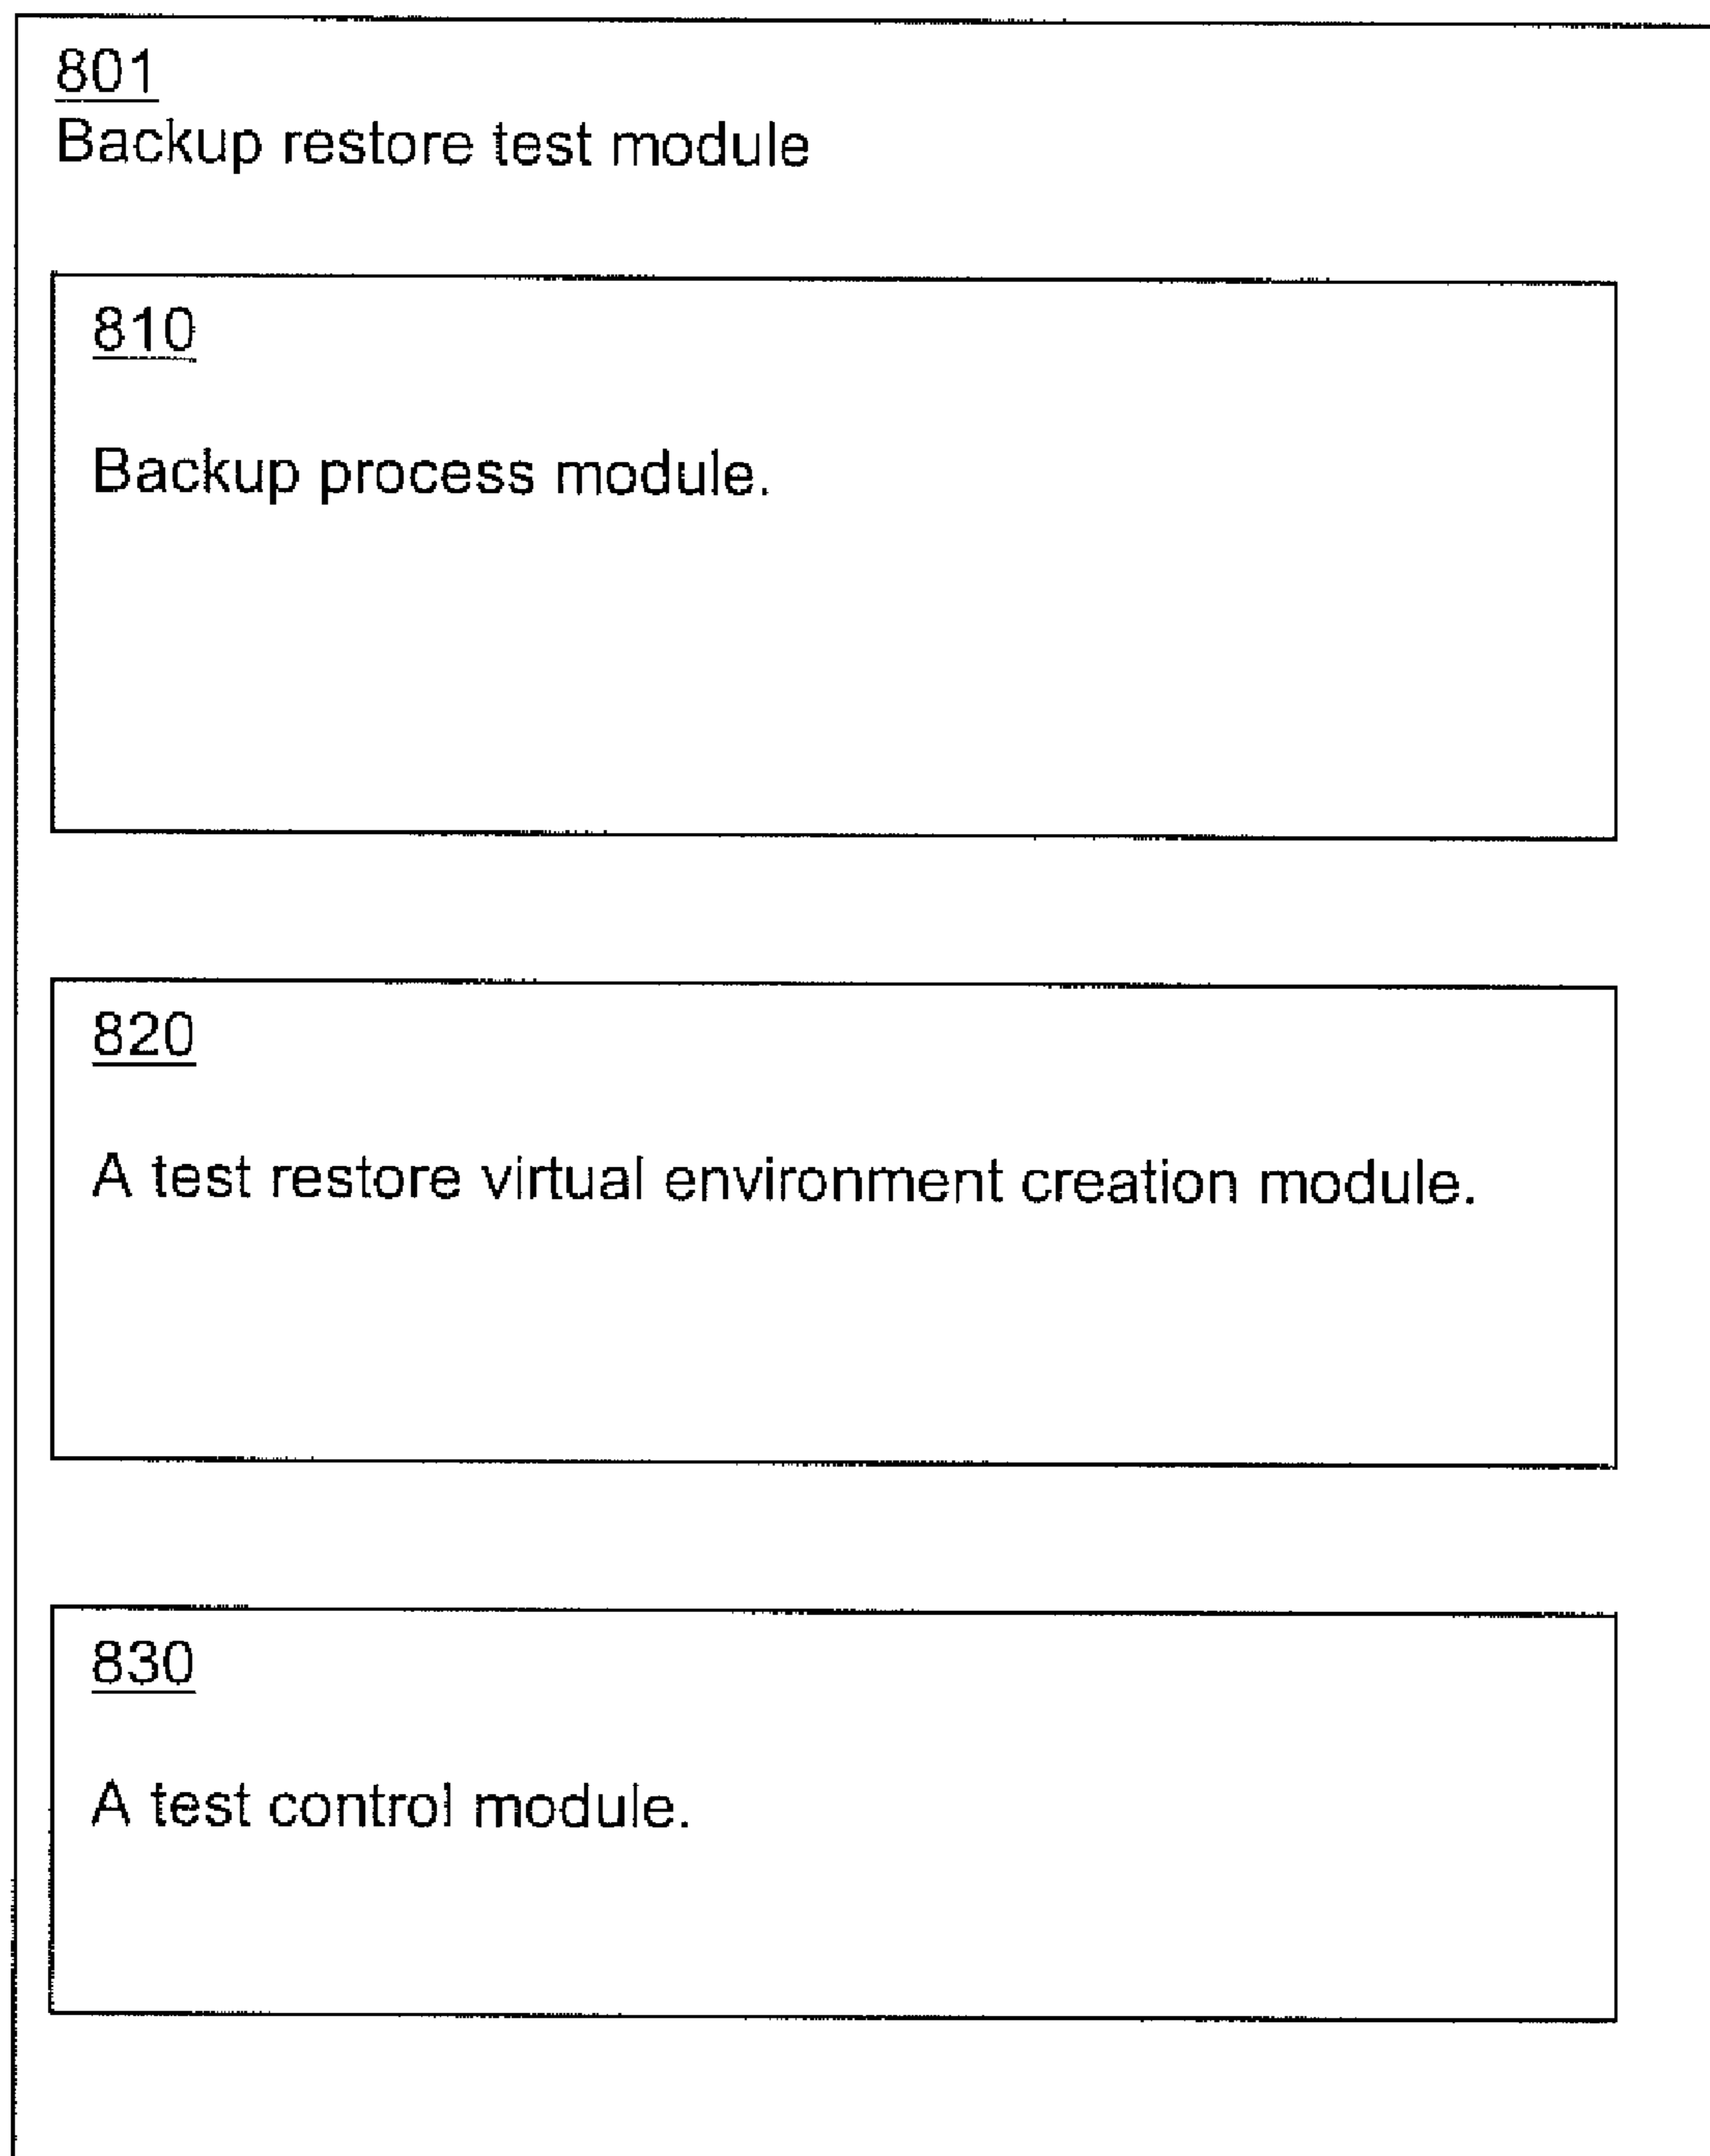 801
Backup restore test module
810
Backup process module.
820
A test restore virtual environment creation module.
830
A test control module.